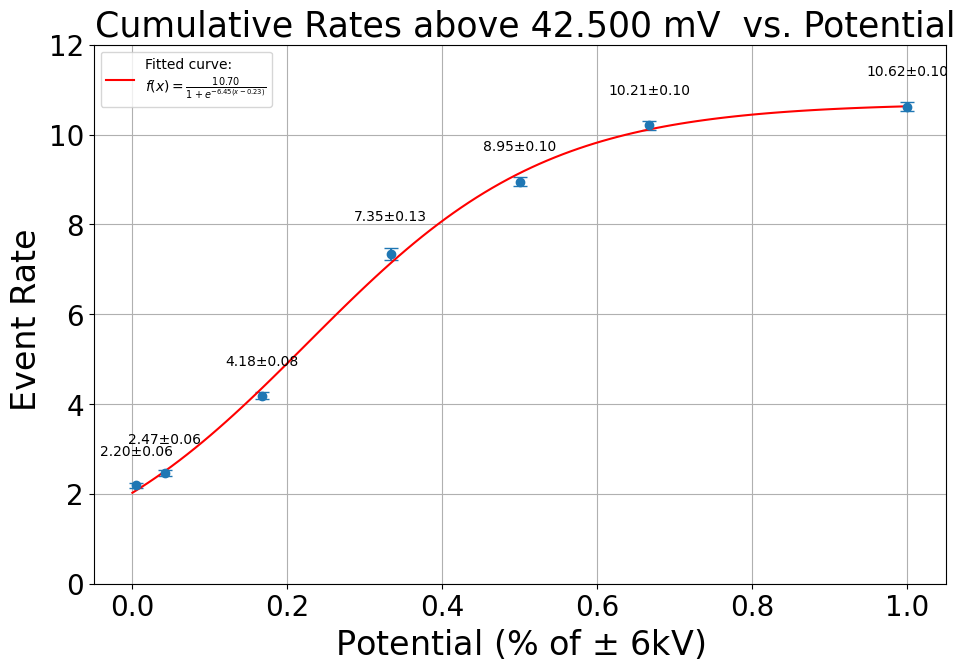 Cumulative Rates above 42.500 mV  vs. Potential
Fitted curve:
f(x) = 10.70 / 1 + e^−6.45(x − 0.23)
12
10
8
6
4
2
0
Event Rate
2.20±0.06
2.47±0.06
4.18±0.08
7.35±0.13
8.95±0.10
10.21±0.10
10.62±0.10
0.0 0.2 0.4 0.6 0.8 1.0
Potential (% of ± 6kV)